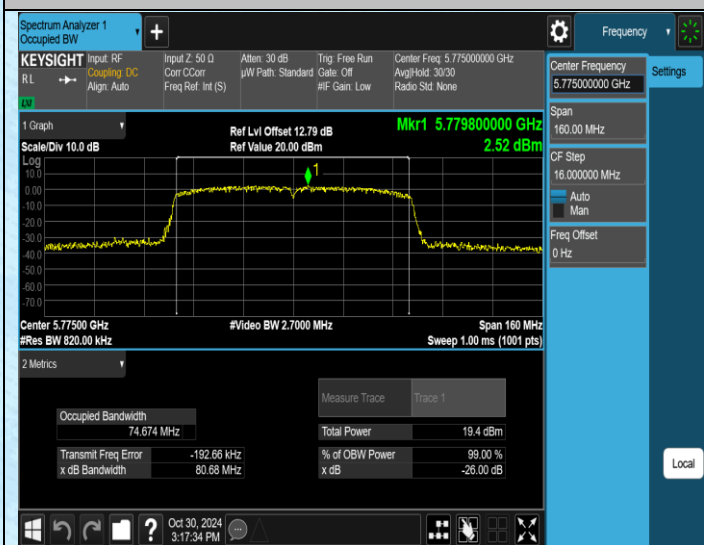 Spectrum Analyzer 1
Occupied BW
Frequency
KEYSIGHT
RL
Input: RF
Coupling: DC
Align: Auto
Input Z: 50 Ω
Corr CCorr
Freq Ref: Int (S)
Atten: 30 dB
µW Path: Standard
Trig: Free Run
Gate: Off
#IF Gain: Low
Center Freq: 5.775000000 GHz
Avg|Hold: 30/30
Radio Std: None
Center Frequency
5.775000000 GHz
Settings
Span
160.00 MHz
CF Step
16.000000 MHz
Auto
Man
Freq Offset
0 Hz
1 Graph
Scale/Div 10.0 dB
Ref Lvl Offset 12.79 dB
Ref Value 20.00 dBm
Mkr1 5.779800000 GHz
2.52 dBm
Log
10.0
0.00
-10.0
-20.0
-30.0
-40.0
-50.0
-60.0
-70.0
1
Center 5.77500 GHz
#Res BW 820.00 kHz
#Video BW 2.7000 MHz
Span 160 MHz
Sweep 1.00 ms (1001 pts)
2 Metrics
Measure Trace Trace 1
Occupied Bandwidth
74.674 MHz
Total Power 19.4 dBm
Transmit Freq Error -192.66 kHz
% of OBW Power 99.00 %
x dB Bandwidth 80.68 MHz
x dB -26.00 dB
Local
?
Oct 30, 2024
3:17:34 PM